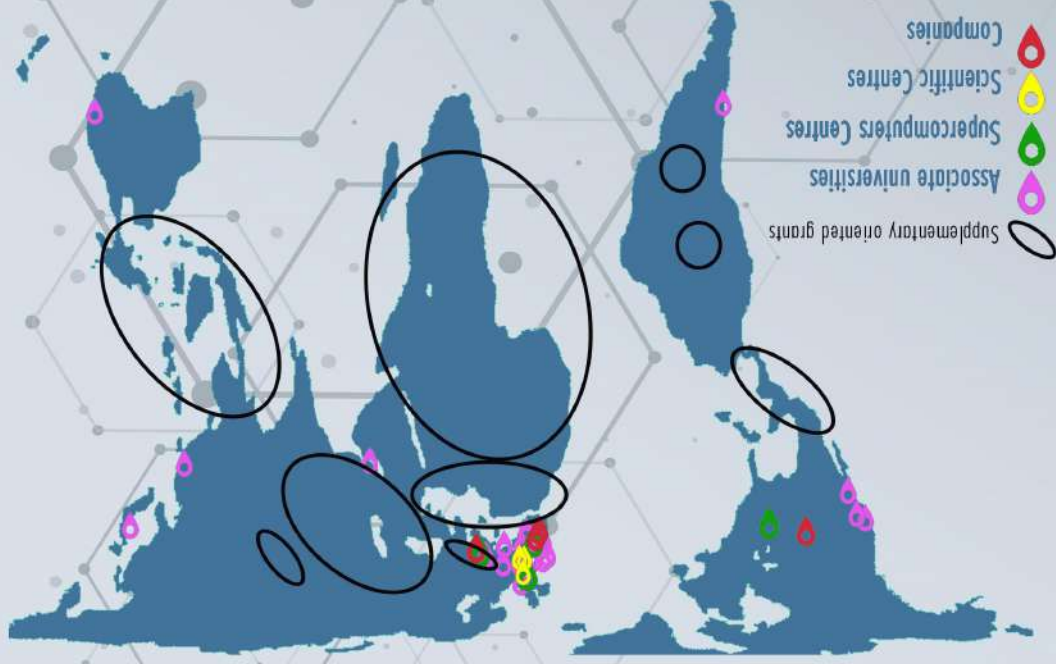 Supplementary oriented grants
Associate universities
Supercomputers Centres
Scientific Centres
Companies